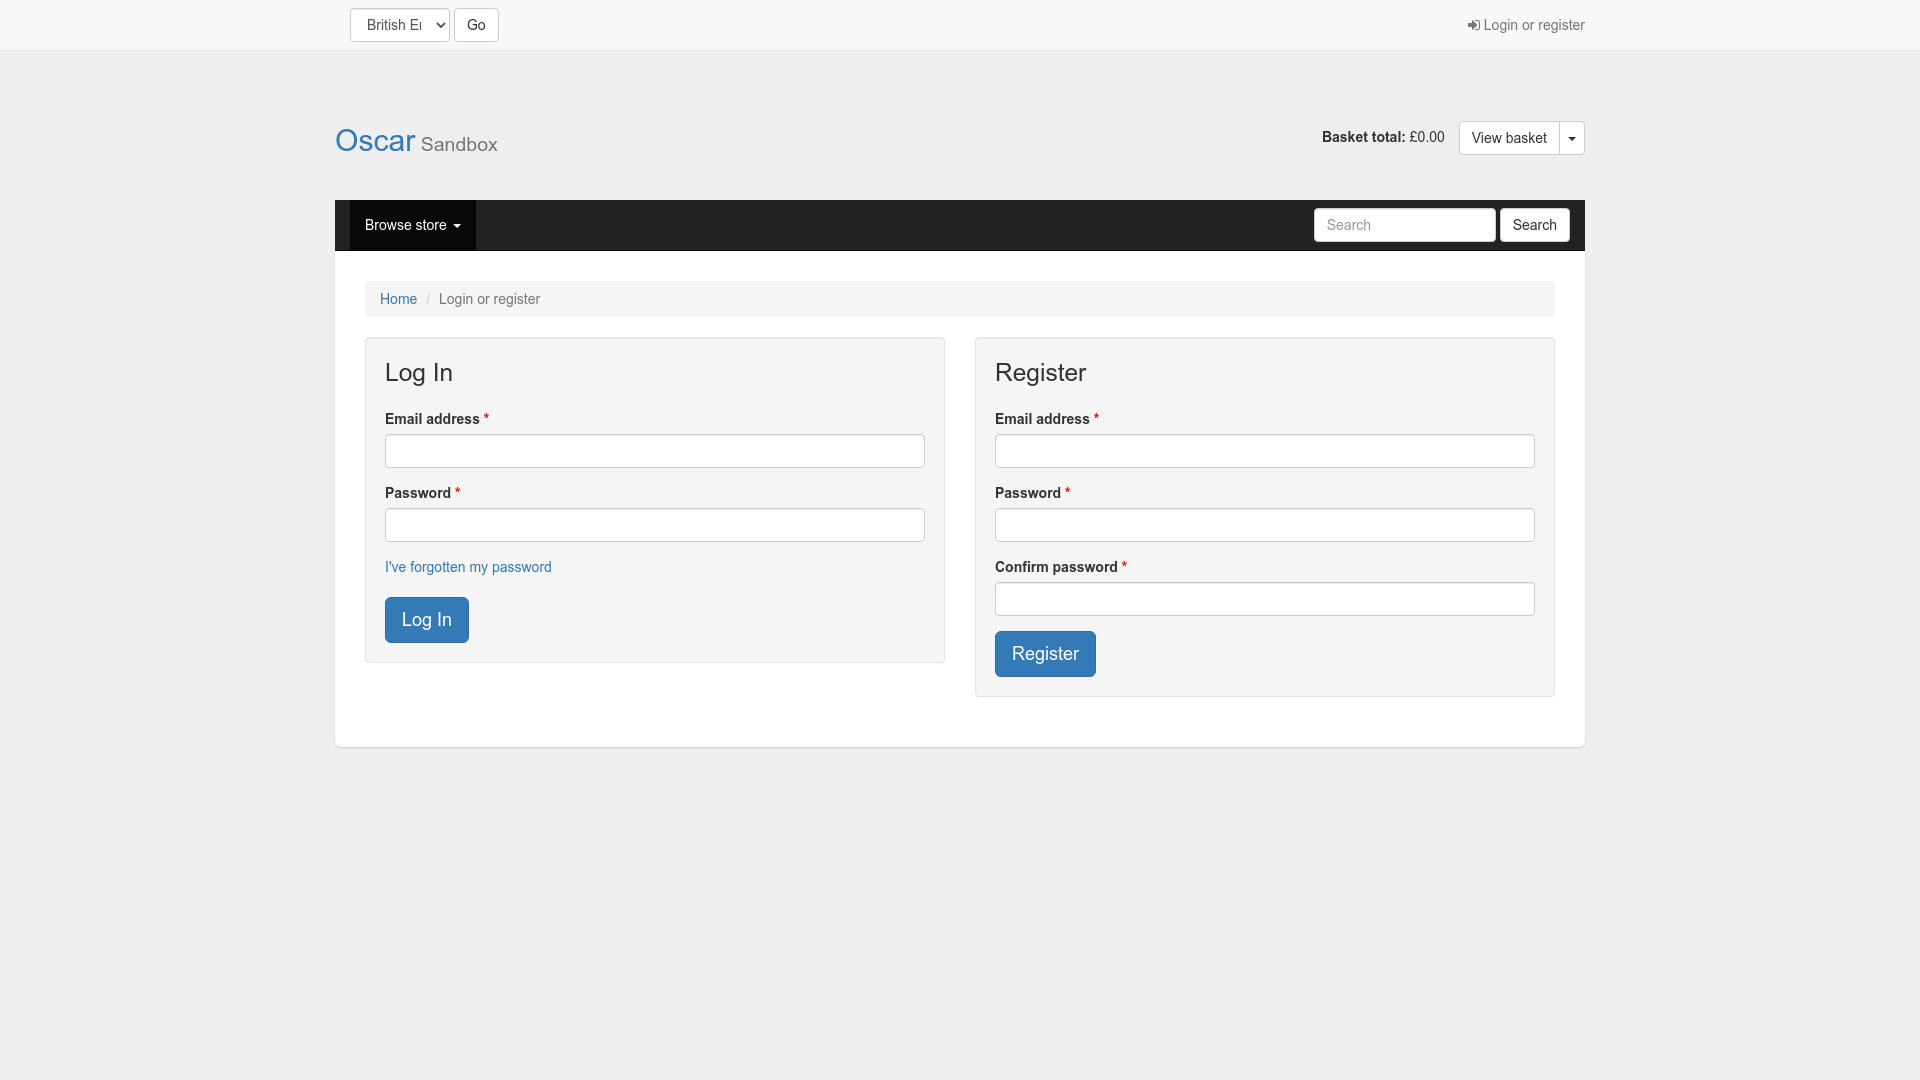 British Er
Go
Login or register
Oscar Sandbox
Basket total: £0.00
View basket
Browse store
Search
Search
Home / Login or register
Log In
Email address *
Password *
I've forgotten my password
Log In
Register
Email address *
Password *
Confirm password *
Register